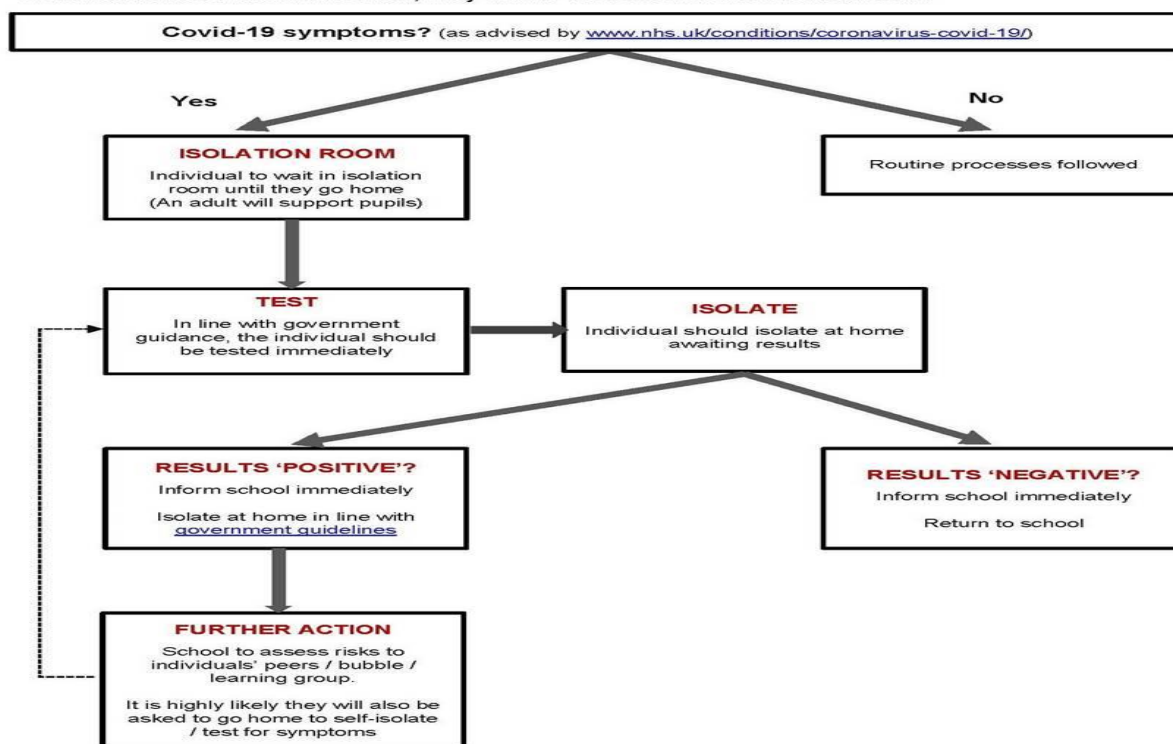 Covid-19 symptoms? (as advised by www.nhs.uk/conditions/coronavirus-covid-19/)
Yes
No
ISOLATION ROOM
Individual to wait in isolation
room until they go home
(An adult will support pupils)
Routine processes followed
TEST
In line with government
guidance, the individual should
be tested immediately
ISOLATE
Individual should isolate at home
awaiting results
RESULTS ‘POSITIVE’?
Inform school immediately
Isolate at home in line with
government guidelines
RESULTS ‘NEGATIVE’?
Inform school immediately
Return to school
FURTHER ACTION
School to assess risks to
individuals’ peers / bubble /
learning group.
It is highly likely they will also be
asked to go home to self-isolate
/ test for symptoms